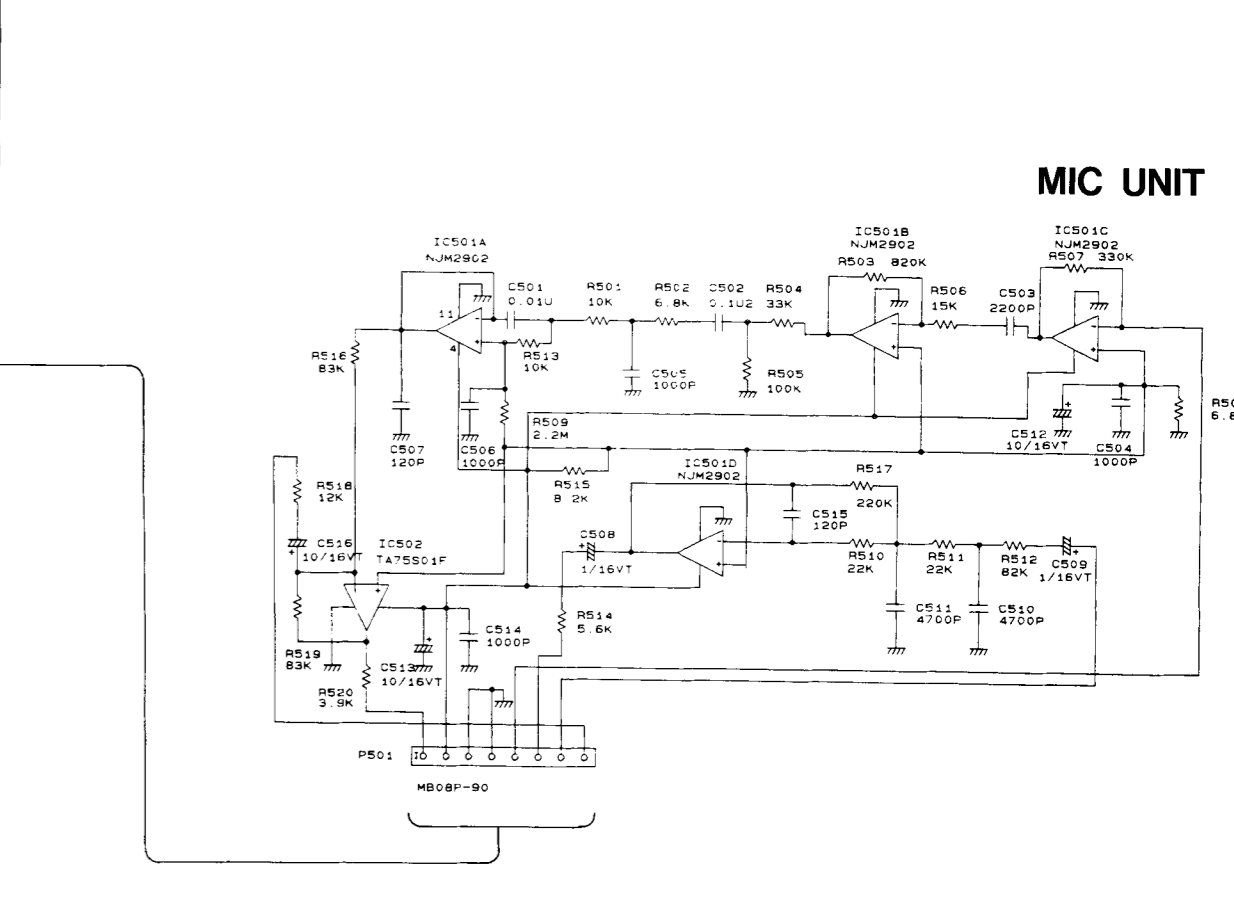 MIC UNIT
IC501A
NJM2902
IC501B
NJM2902
R503 820K
IC501C
NJM2902
R507 330K
C501
0.01U
R501
10K
R502
6.8K
C502
0.1U2
R504
33K
R506
15K
C503
2200P
11
-
+
4
-
+
-
+
R516
83K
R513
10K
C505
1000P
R505
100K
C507
120P
C506
1000P
R509
2.2M
C512
10/16VT
+
C504
1000P
R518
12K
R515
8 2K
IC501D
NJM2902
R517
220K
C515
120P
C516
10/16VT
+
IC502
TA75S01F
C508
+
1/16VT
-
+
R510
22K
R511
22K
R512
82K
C509
+
1/16VT
-
+
R514
5.6K
C511
4700P
C510
4700P
R519
83K
C513
10/16VT
+
C514
1000P
R520
3.9K
P501
MB08P-90